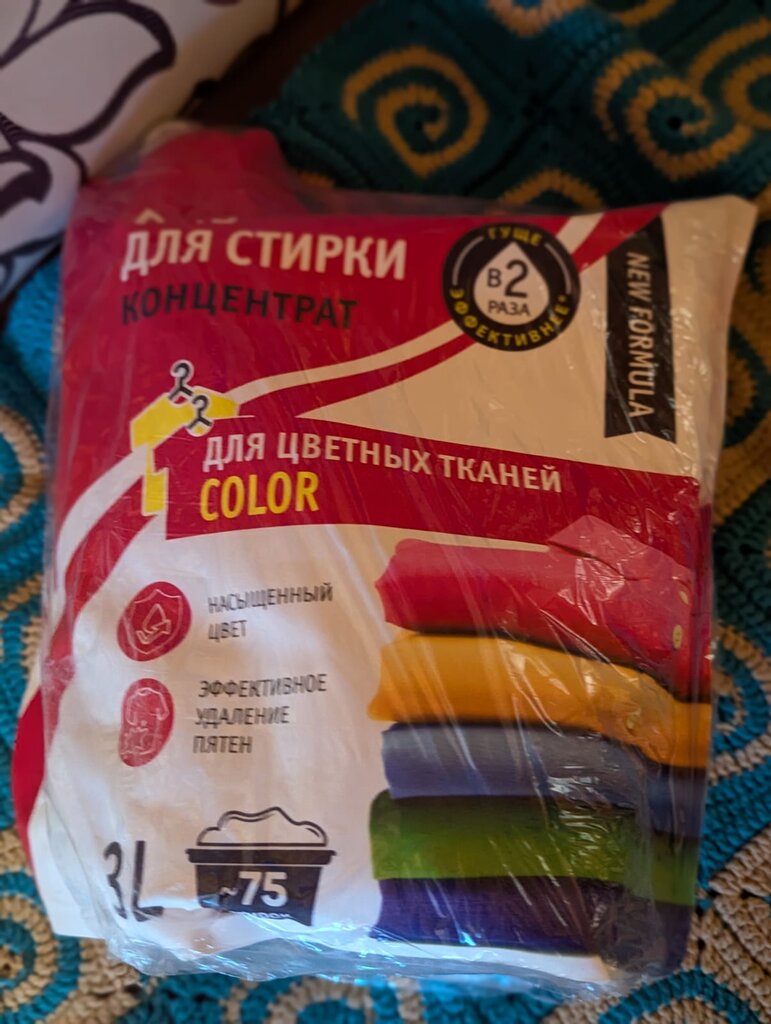 ДЛЯ СТИРКИ
КОНЦЕНТРАТ
ГУЩЕ
В 2
РАЗА
ЭФФЕКТИВНЕЕ*
NEW FORMULA
ДЛЯ ЦВЕТНЫХ ТКАНЕЙ
COLOR
НАСЫЩЕННЫЙ
ЦВЕТ
ЭФФЕКТИВНОЕ
УДАЛЕНИЕ
ПЯТЕН
3L
~75